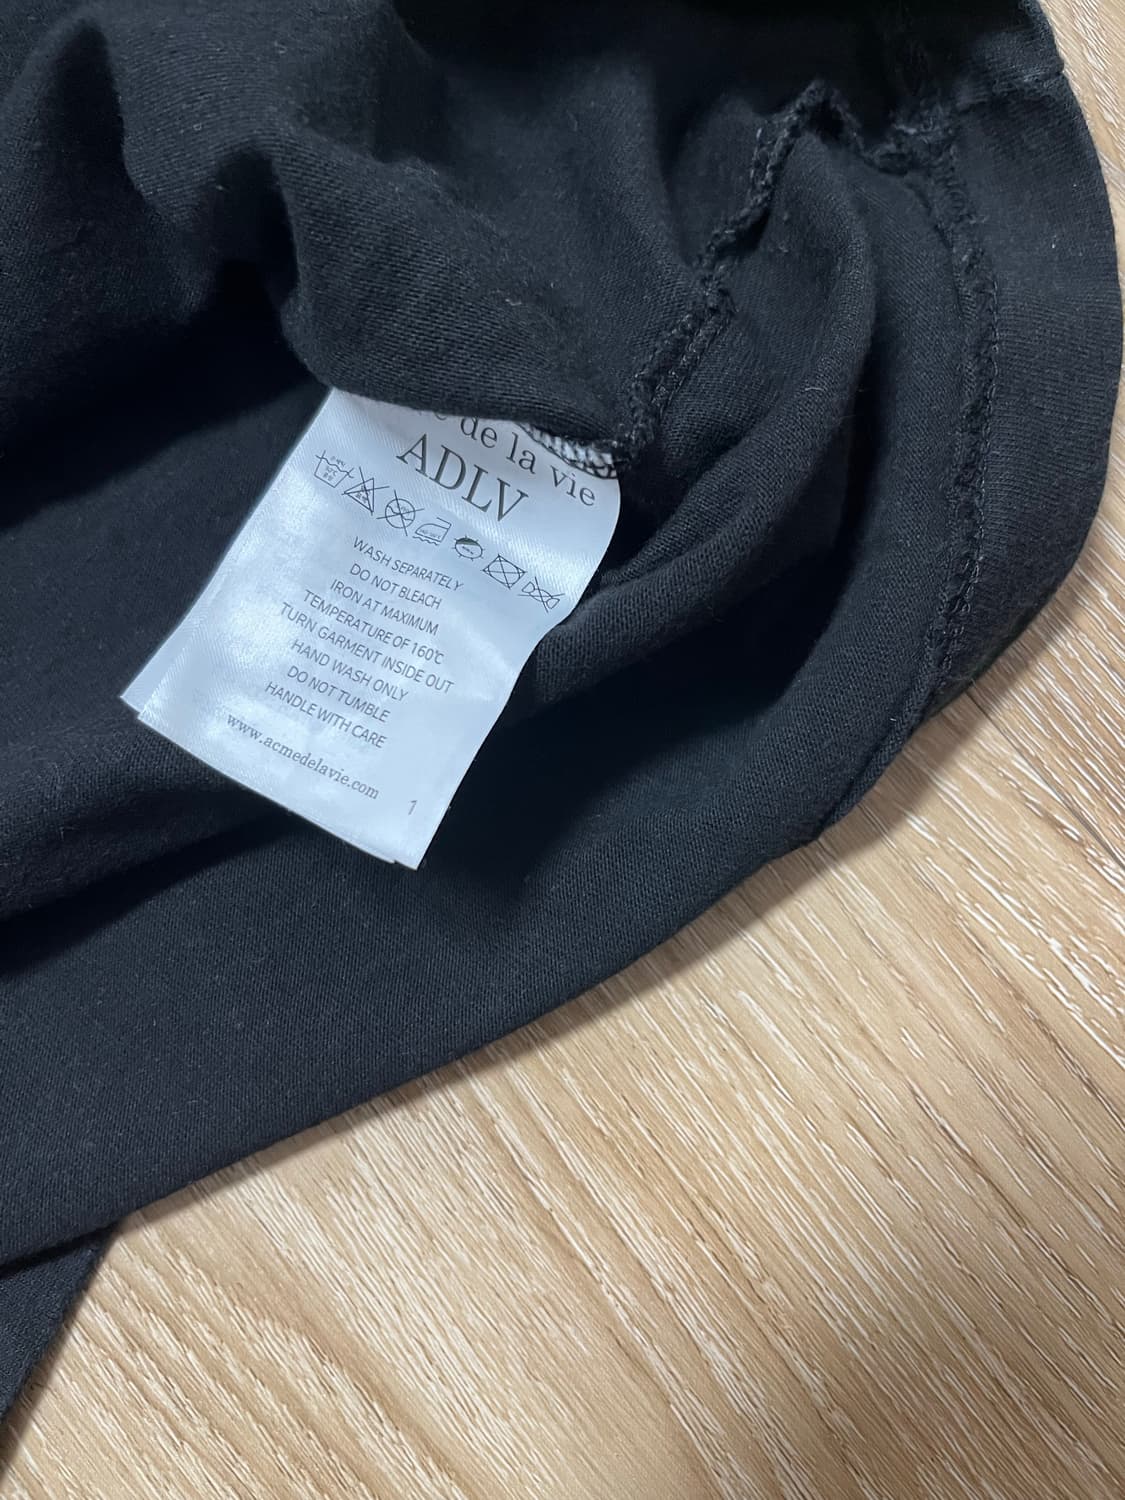 de la vie
ADLV
WASH SEPARATELY
DO NOT BLEACH
IRON AT MAXIMUM
TEMPERATURE OF 160℃
TURN GARMENT INSIDE OUT
HAND WASH ONLY
DO NOT TUMBLE
HANDLE WITH CARE
www.acmedelavie.com
1